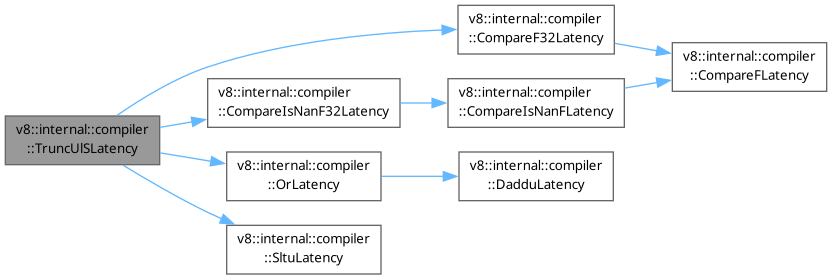 v8::internal::compiler
::TruncUlSLatency
v8::internal::compiler
::CompareF32Latency
v8::internal::compiler
::CompareIsNanF32Latency
v8::internal::compiler
::OrLatency
v8::internal::compiler
::SltuLatency
v8::internal::compiler
::CompareFLatency
v8::internal::compiler
::CompareIsNanFLatency
v8::internal::compiler
::DadduLatency